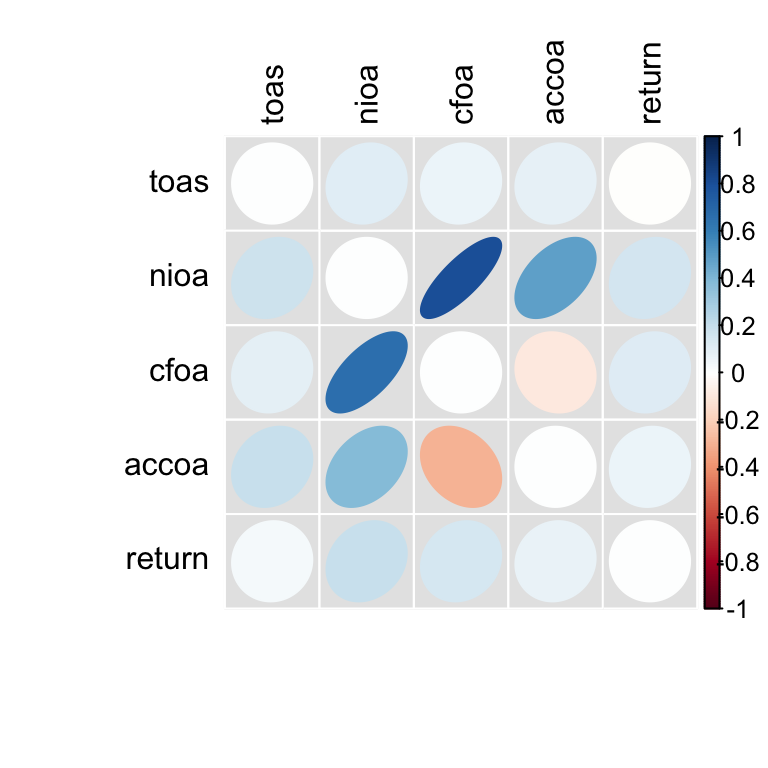 toas
nioa
cfoa
accoa
return
toas
nioa
cfoa
accoa
return
1
0.8
0.6
0.4
0.2
0
-0.2
-0.4
-0.6
-0.8
-1